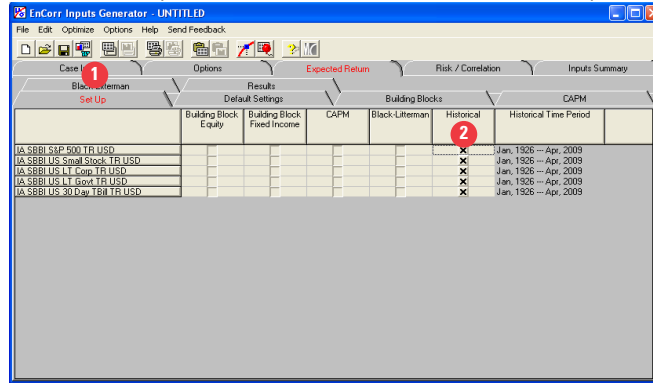 EnCorr Inputs Generator - UNTITLED
File Edit Optimize Options Help Send Feedback
Case I
Options
Expected Return
Risk / Correlation
Inputs Summary
1
Results
Set Up
Default Settings
Building Blocks
CAPM
Building Block Equity
Building Block Fixed Income
CAPM
Black-Litterman
Historical
Historical Time Period
2
IA SBBI S&P 500 TR USD
Jan, 1926 --- Apr, 2009
IA SBBI US Small Stock TR USD
Jan, 1926 --- Apr, 2009
IA SBBI US LT Corp TR USD
Jan, 1926 --- Apr, 2009
IA SBBI US LT Govt TR USD
Jan, 1926 --- Apr, 2009
IA SBBI US 30 Day TBill TR USD
Jan, 1926 --- Apr, 2009